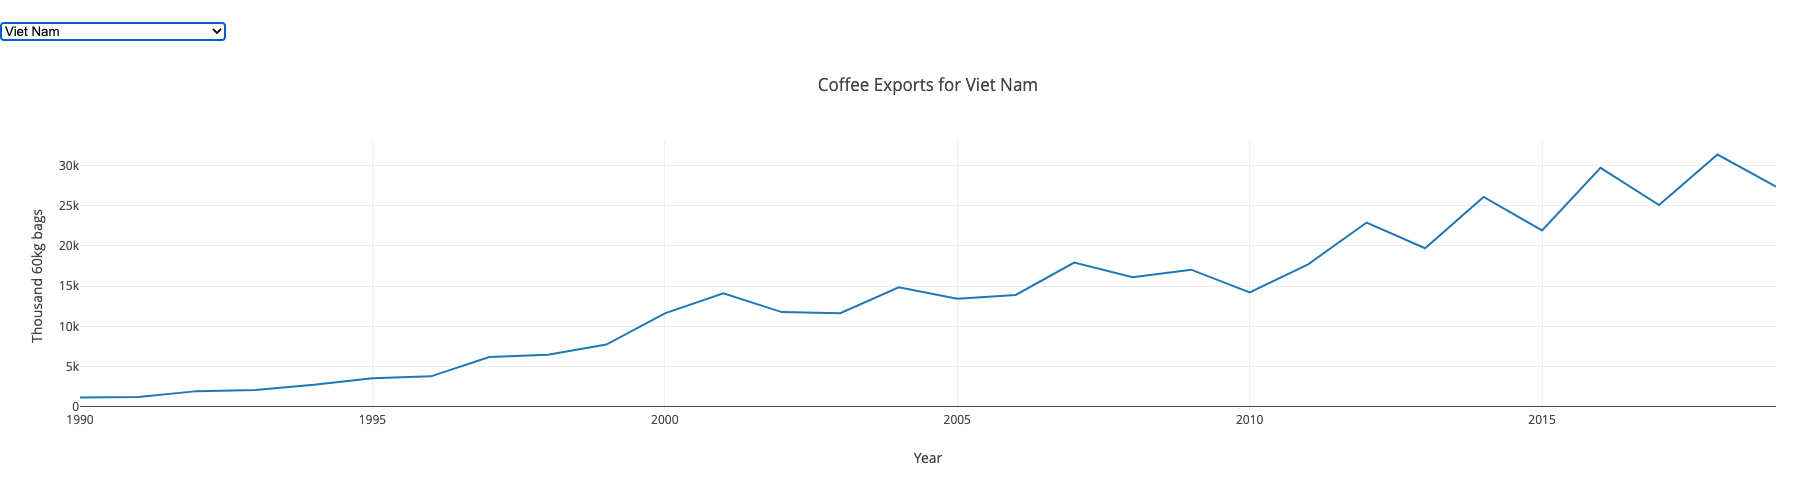 Viet Nam
Coffee Exports for Viet Nam
Thousand 60kg bags
30k
25k
20k
15k
10k
5k
0
1990
1995
2000
2005
2010
2015
Year